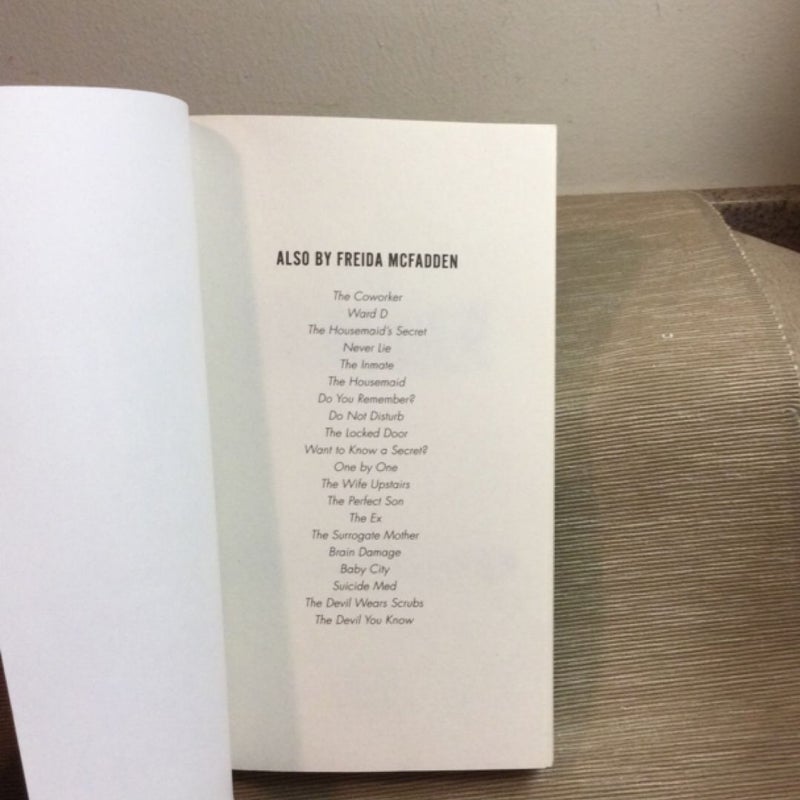 ALSO BY FREIDA MCFADDEN
The Coworker
Ward D
The Housemaid's Secret
Never Lie
The Inmate
The Housemaid
Do You Remember?
Do Not Disturb
The Locked Door
Want to Know a Secret?
One by One
The Wife Upstairs
The Perfect Son
The Ex
The Surrogate Mother
Brain Damage
Baby City
Suicide Med
The Devil Wears Scrubs
The Devil You Know